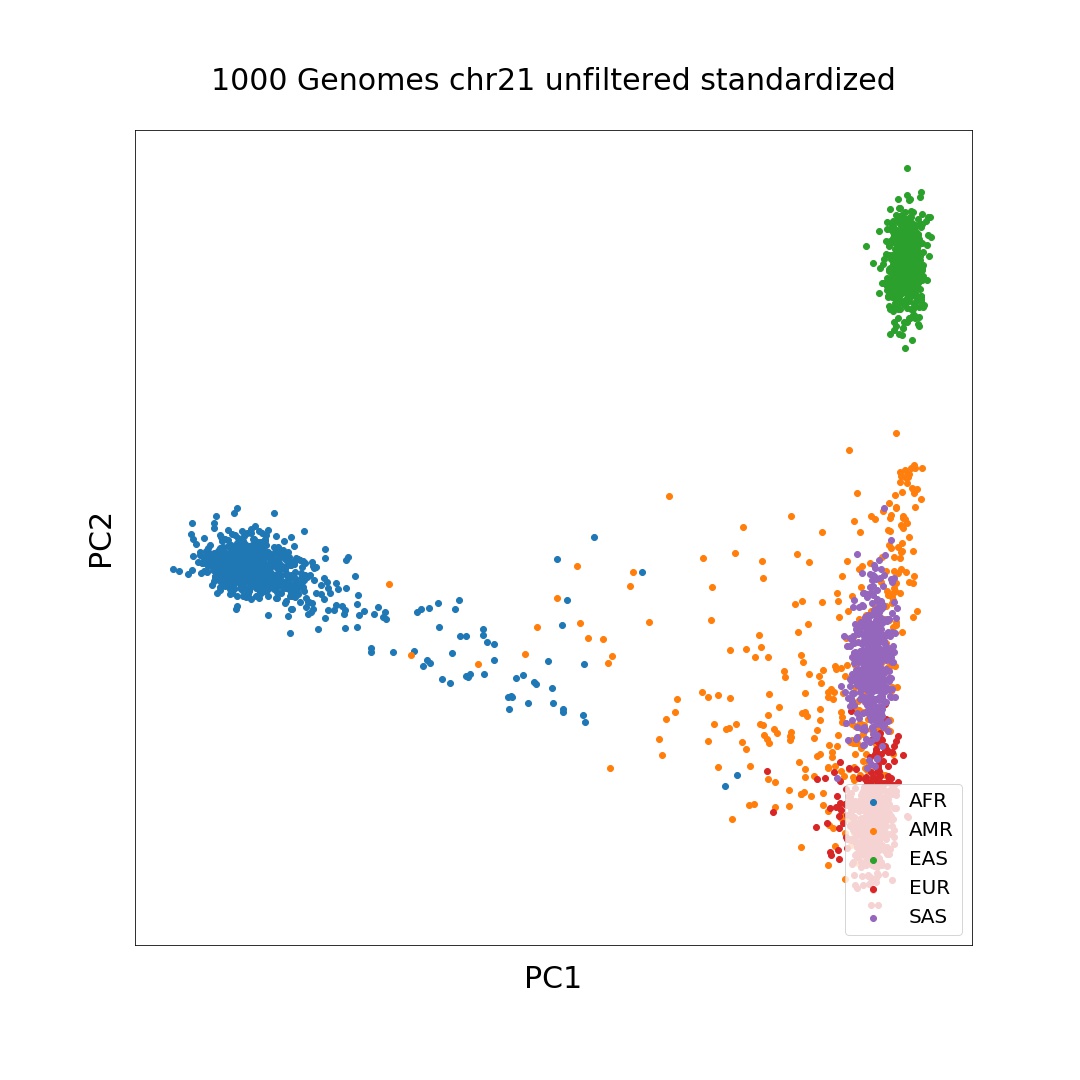 1000 Genomes chr21 unfiltered standardized
PC2
AFR
AMR
EAS
EUR
SAS
PC1